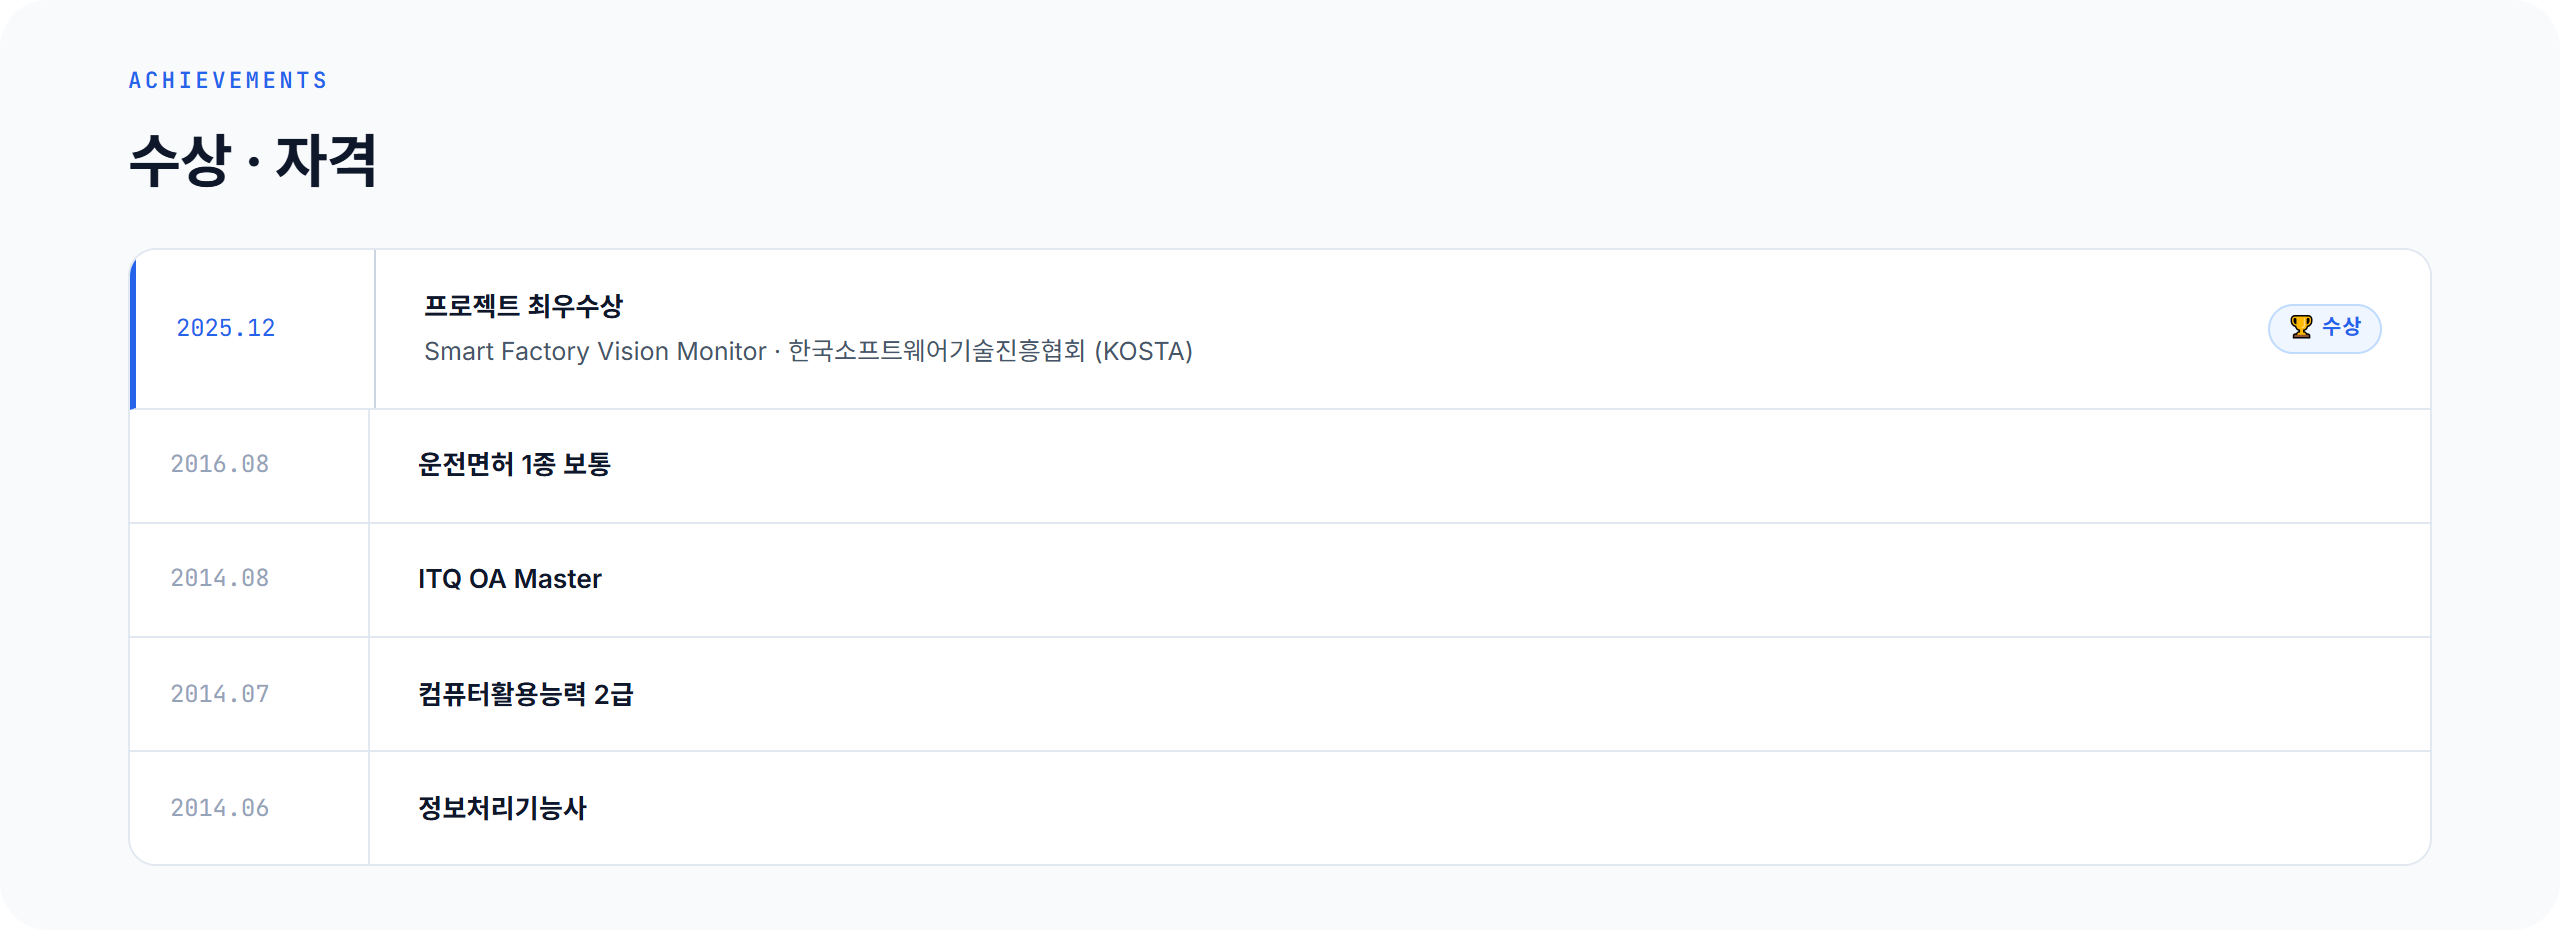 ACHIEVEMENTS
수상 · 자격
2025.12
프로젝트 최우수상
Smart Factory Vision Monitor · 한국소프트웨어기술진흥협회 (KOSTA)
🏆 수상
2016.08
운전면허 1종 보통
2014.08
ITQ OA Master
2014.07
컴퓨터활용능력 2급
2014.06
정보처리기능사